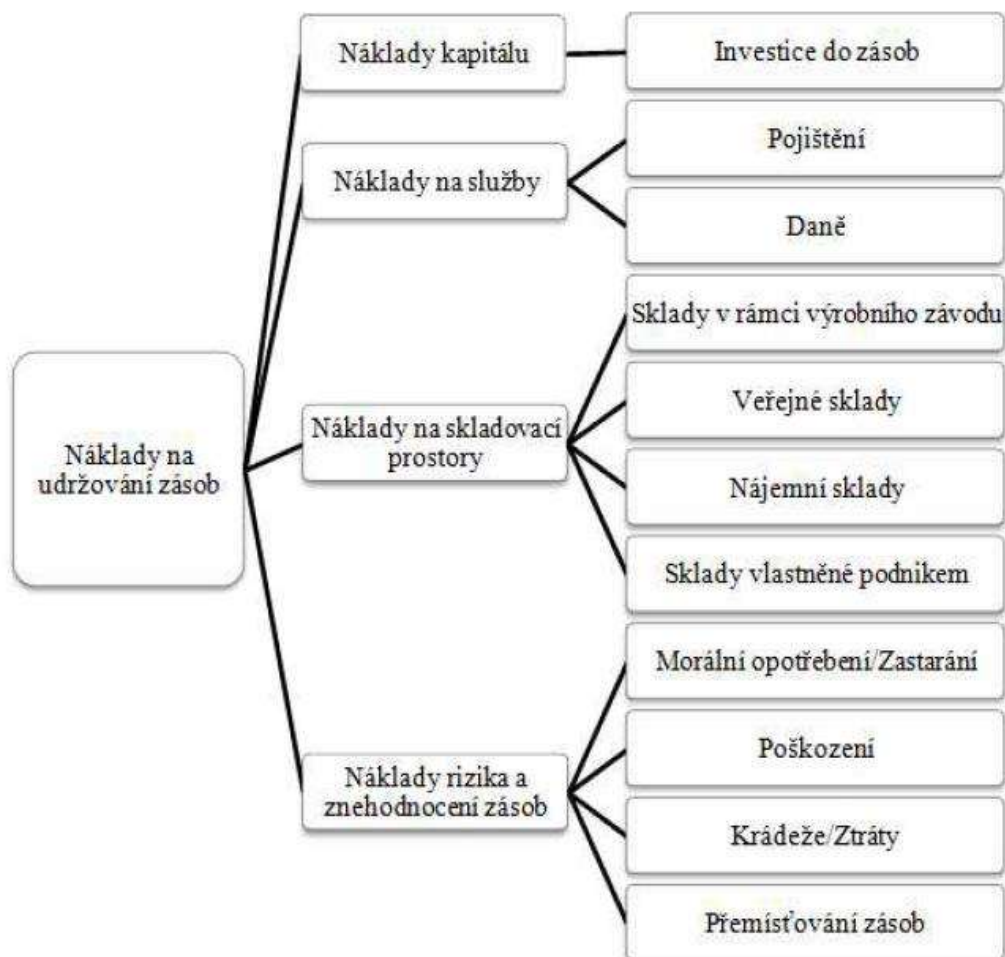 Náklady na
udržování zásob
Náklady kapitálu
Investice do zásob
Náklady na služby
Pojištění
Daně
Náklady na skladovací
prostory
Sklady v rámci výrobního závodu
Veřejné sklady
Nájemní sklady
Sklady vlastněné podnikem
Náklady rizika a
znehodnocení zásob
Morální opotřebení/Zastarání
Poškození
Krádeže/Ztráty
Přemísťování zásob